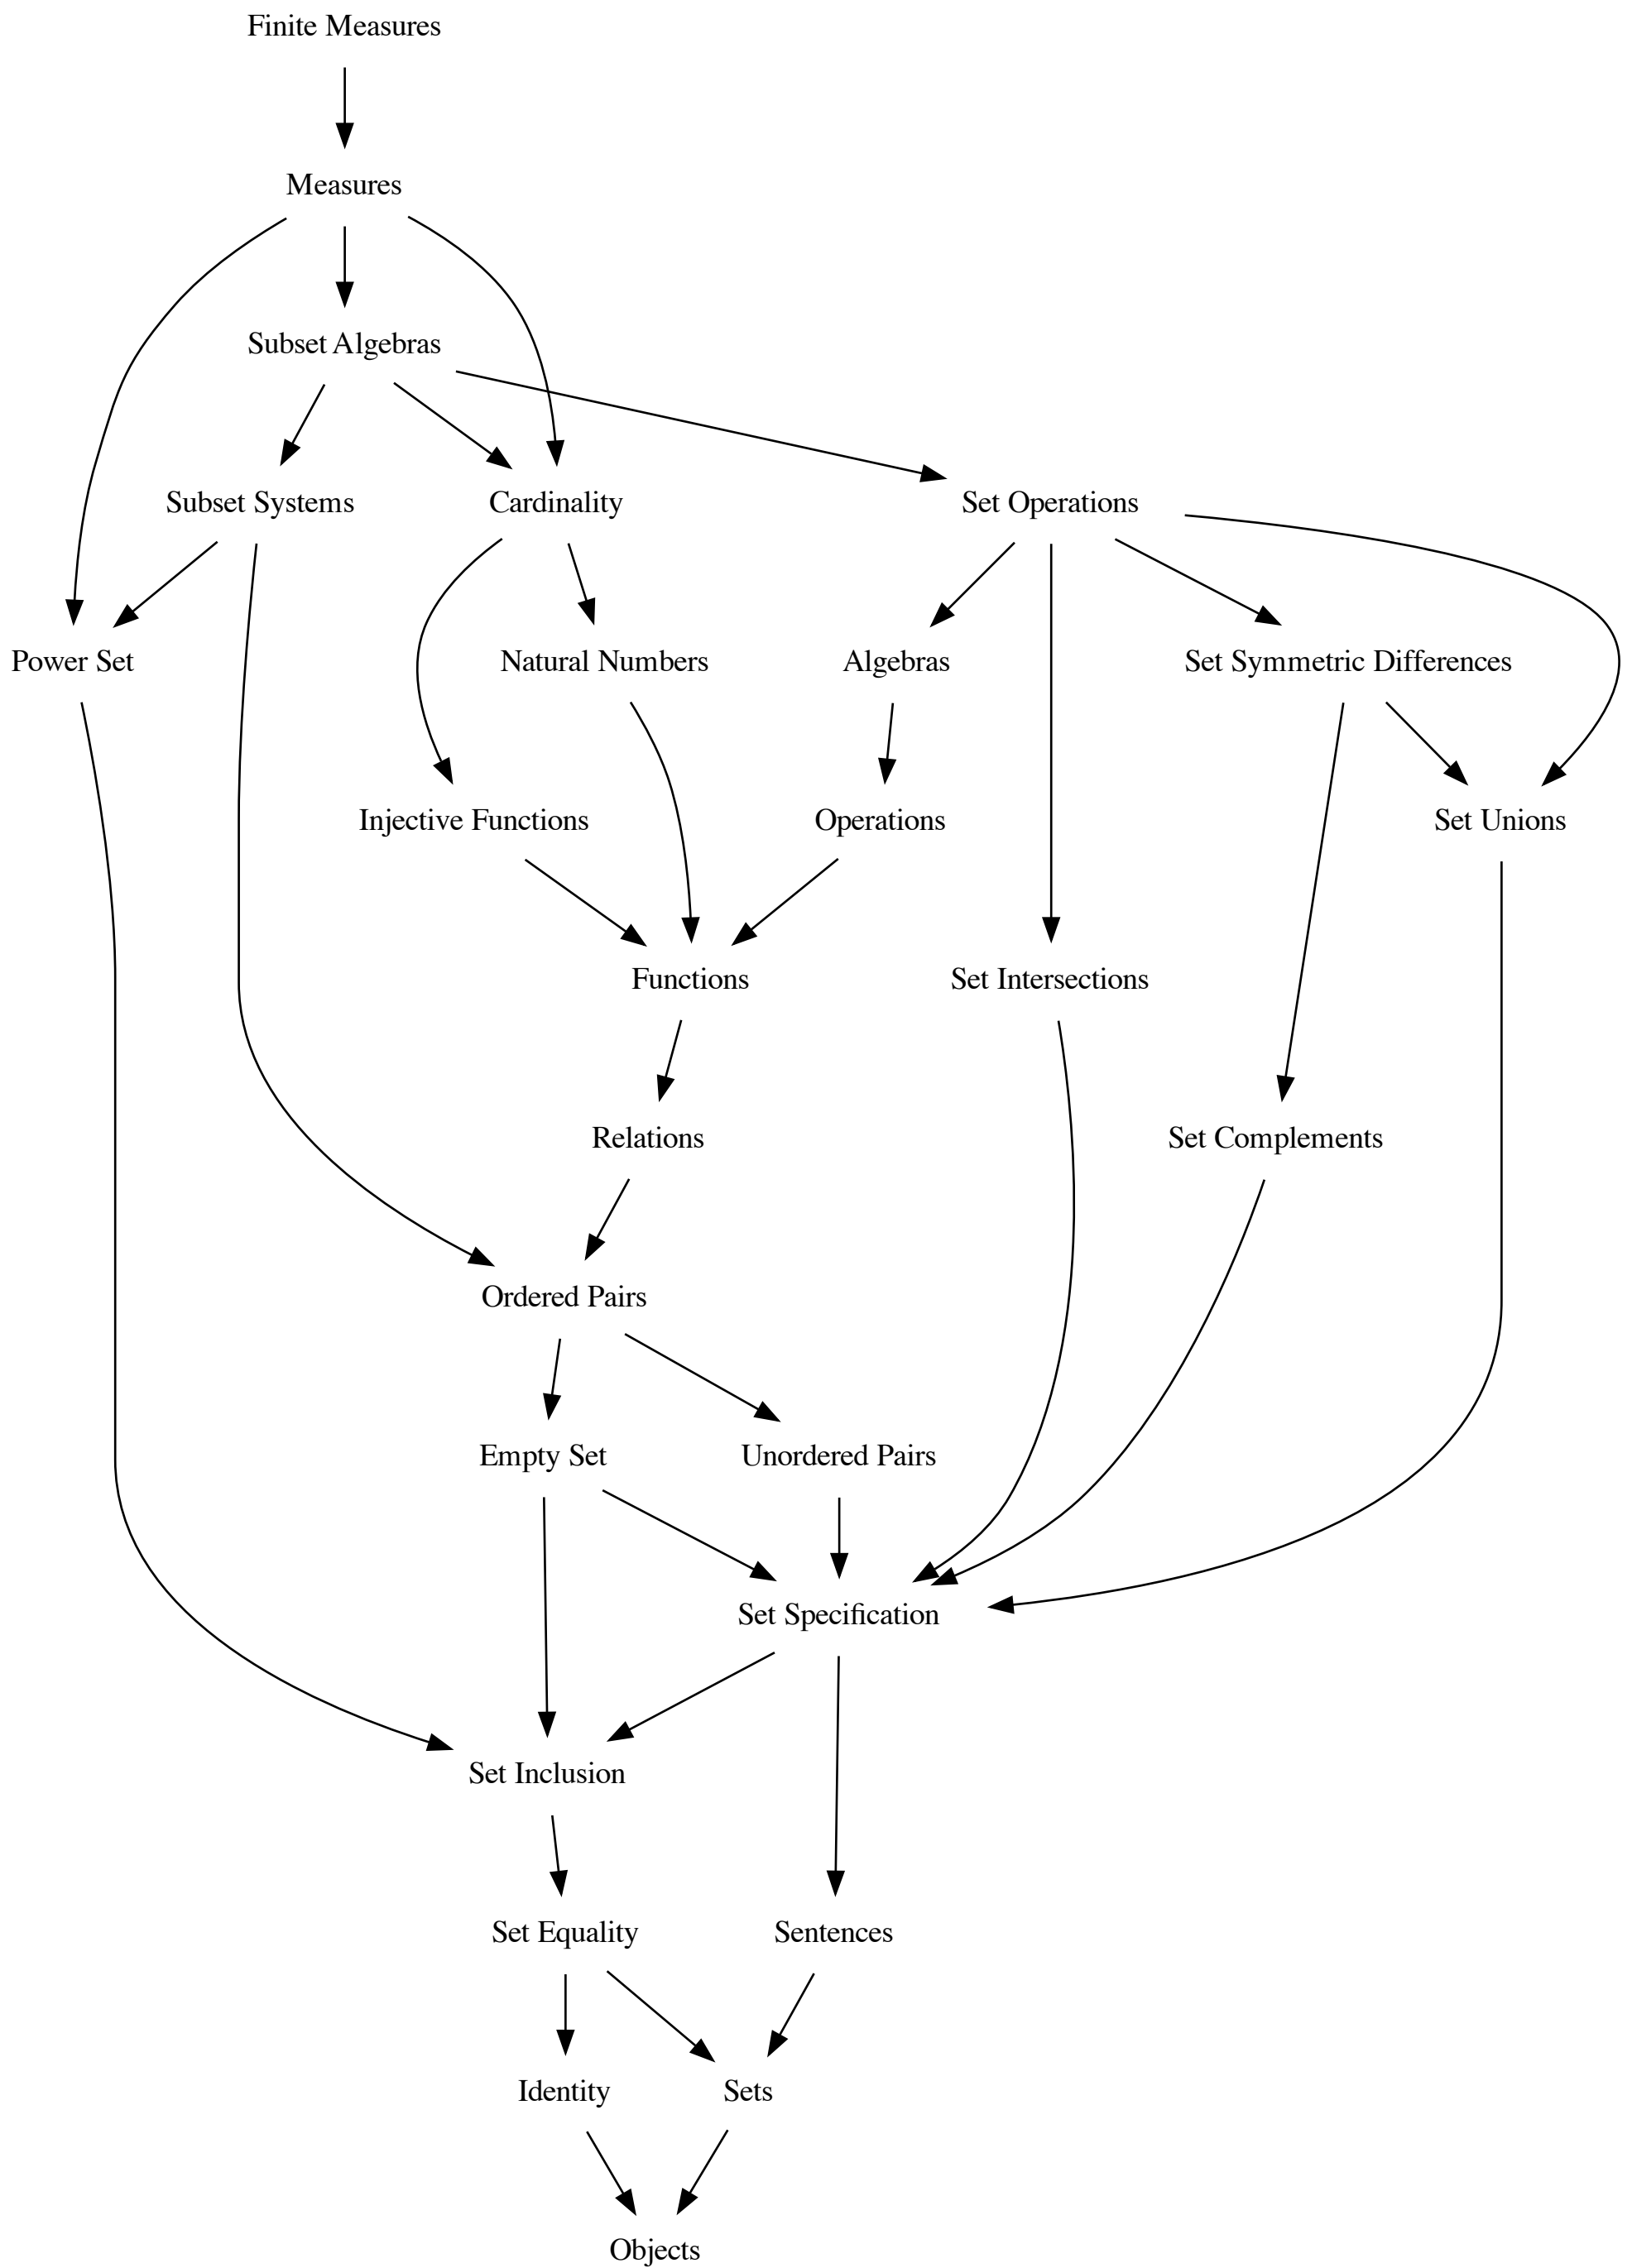 Finite Measures
Measures
Subset Algebras
Subset Systems
Cardinality
Set Operations
Power Set
Natural Numbers
Algebras
Set Symmetric Differences
Injective Functions
Operations
Set Unions
Functions
Set Intersections
Relations
Set Complements
Ordered Pairs
Empty Set
Unordered Pairs
Set Specification
Set Inclusion
Set Equality
Sentences
Identity
Sets
Objects